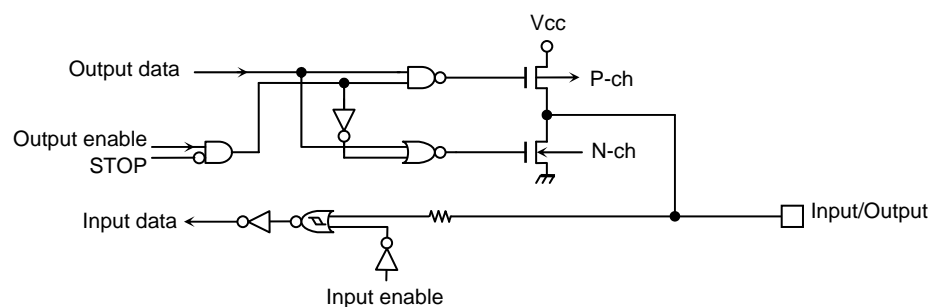 Vcc
Output data
P-ch
Output enable
STOP
N-ch
Input data
Input/Output
Input enable